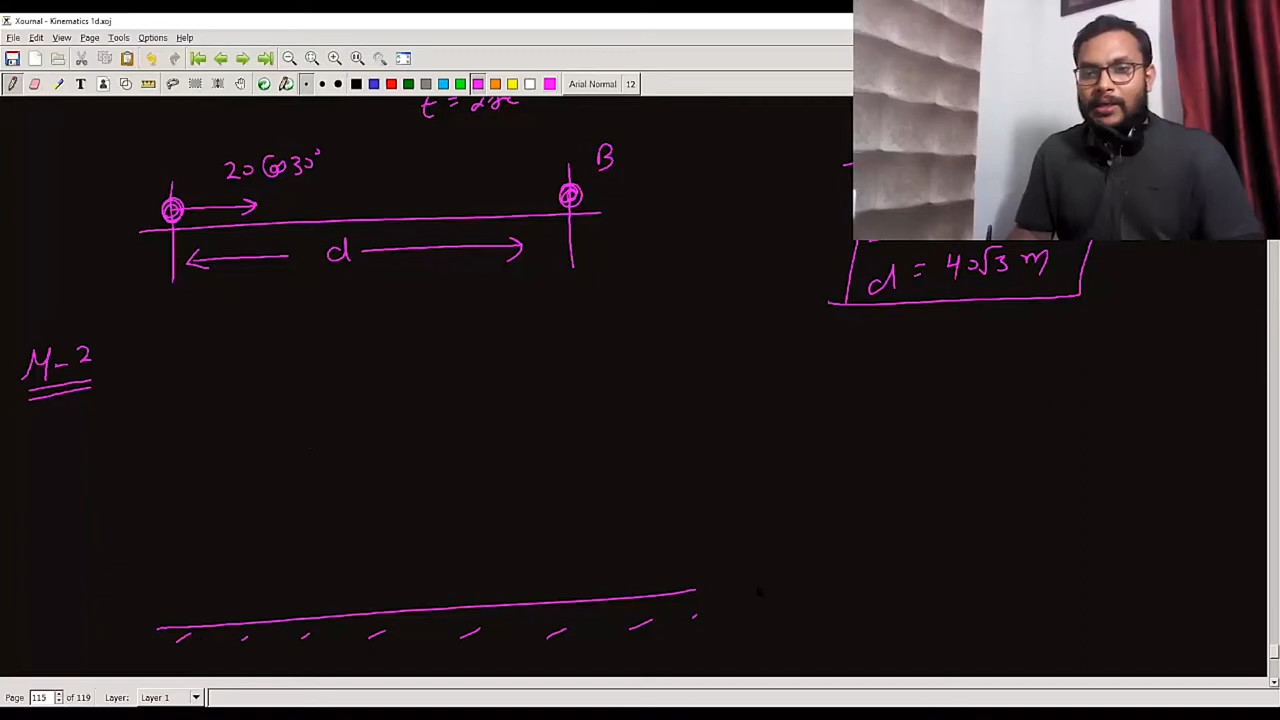 Xournal - Kinematics 1d.xoj
File Edit View Page Tools Options Help
Arial Normal 12
t = 2sec
20 Cos30°
B
d
d = 40√3 m
M-2
Page 115 of 119 Layer: Layer 1